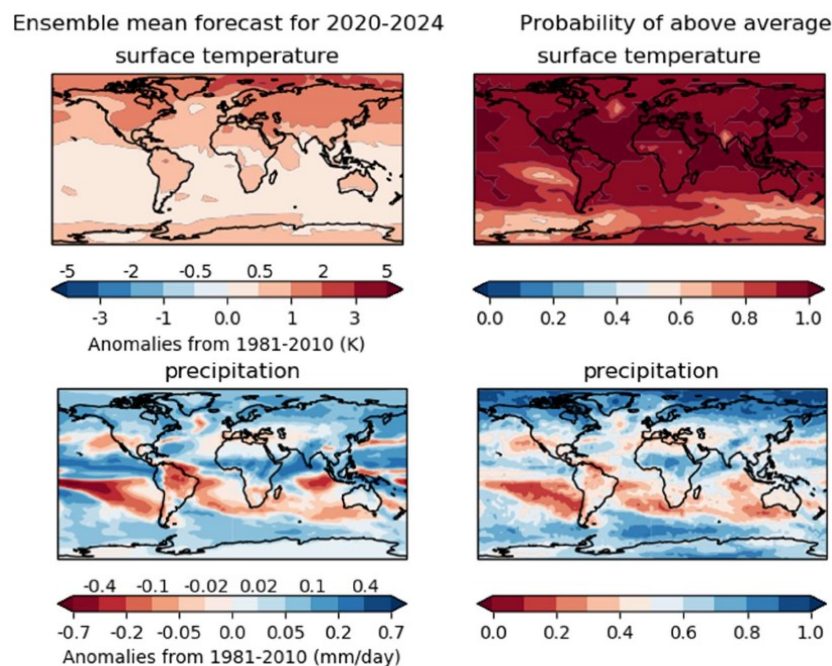 Ensemble mean forecast for 2020-2024
surface temperature
-5 -2 -0.5 0.5 2 5
-3 -1 0.0 1 3
Anomalies from 1981-2010 (K)
Probability of above average
surface temperature
0.0 0.2 0.4 0.6 0.8 1.0
precipitation
-0.4 -0.1 -0.02 0.02 0.1 0.4
-0.7 -0.2 -0.05 0.0 0.05 0.2 0.7
Anomalies from 1981-2010 (mm/day)
precipitation
0.0 0.2 0.4 0.6 0.8 1.0